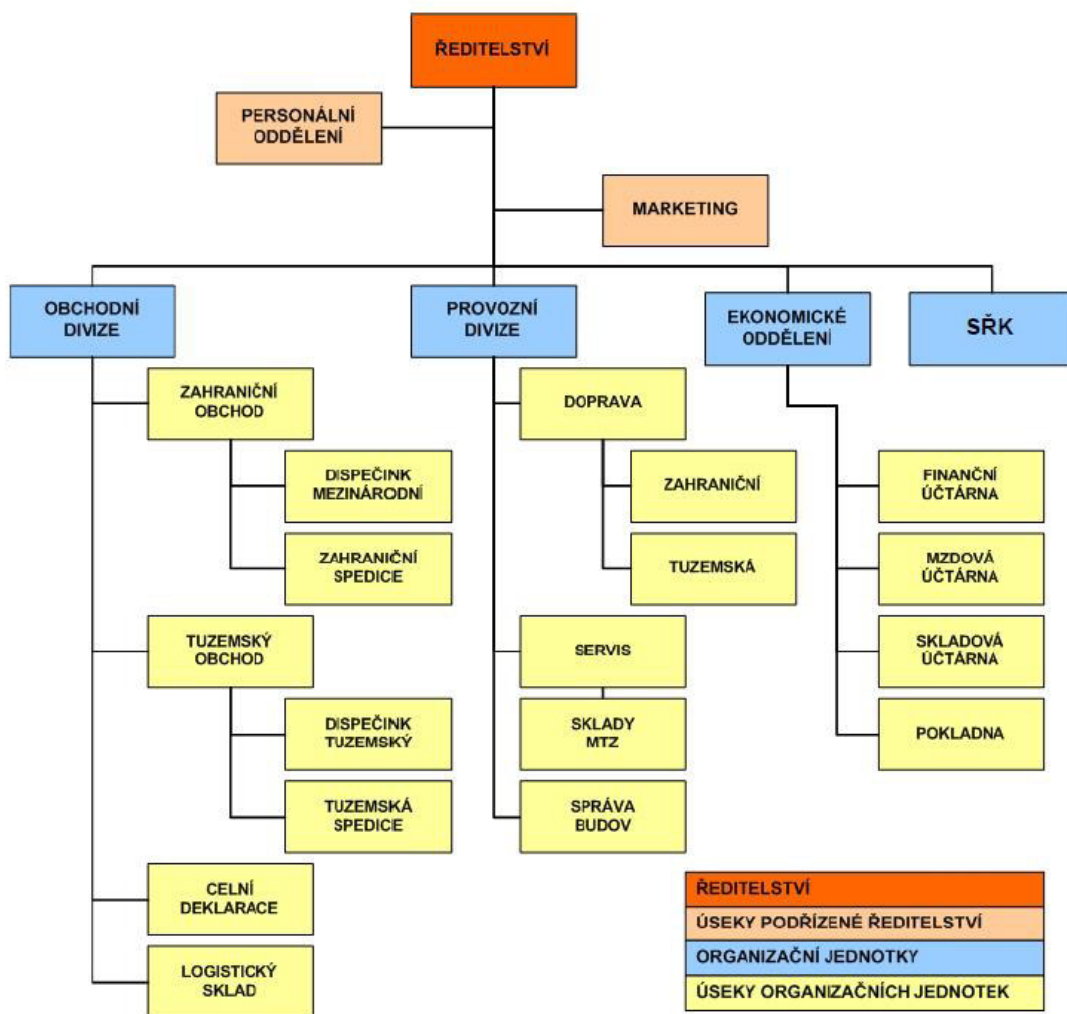 ŘEDITELSTVÍ
PERSONÁLNÍ
ODDĚLENÍ
MARKETING
OBCHODNÍ
DIVIZE
PROVOZNÍ
DIVIZE
EKONOMICKÉ
ODDĚLENÍ
SŘK
ZAHRANIČNÍ
OBCHOD
DISPEČINK
MEZINÁRODNÍ
ZAHRANIČNÍ
SPEDICE
TUZEMSKÝ
OBCHOD
DISPEČINK
TUZEMSKÝ
TUZEMSKÁ
SPEDICE
CELNÍ
DEKLARACE
LOGISTICKÝ
SKLAD
DOPRAVA
ZAHRANIČNÍ
TUZEMSKÁ
SERVIS
SKLADY
MTZ
SPRÁVA
BUDOV
FINANČNÍ
ÚČTÁRNA
MZDOVÁ
ÚČTÁRNA
SKLADOVÁ
ÚČTÁRNA
POKLADNA
ŘEDITELSTVÍ
ÚSEKY PODŘÍZENÉ ŘEDITELSTVÍ
ORGANIZAČNÍ JEDNOTKY
ÚSEKY ORGANIZAČNÍCH JEDNOTEK